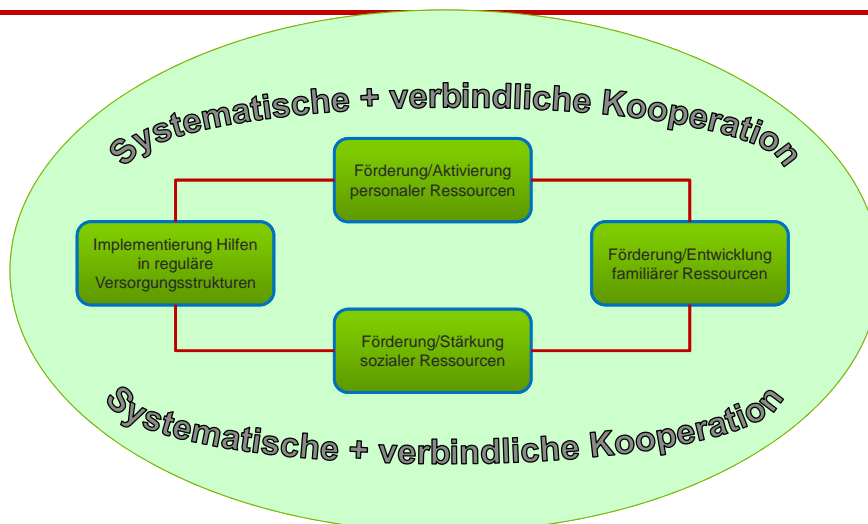 Systematische + verbindliche Kooperation
Förderung/Aktivierung
personaler Ressourcen
Implementierung Hilfen
in reguläre
Versorgungsstrukturen
Förderung/Entwicklung
familiärer Ressourcen
Förderung/Stärkung
sozialer Ressourcen
Systematische + verbindliche Kooperation